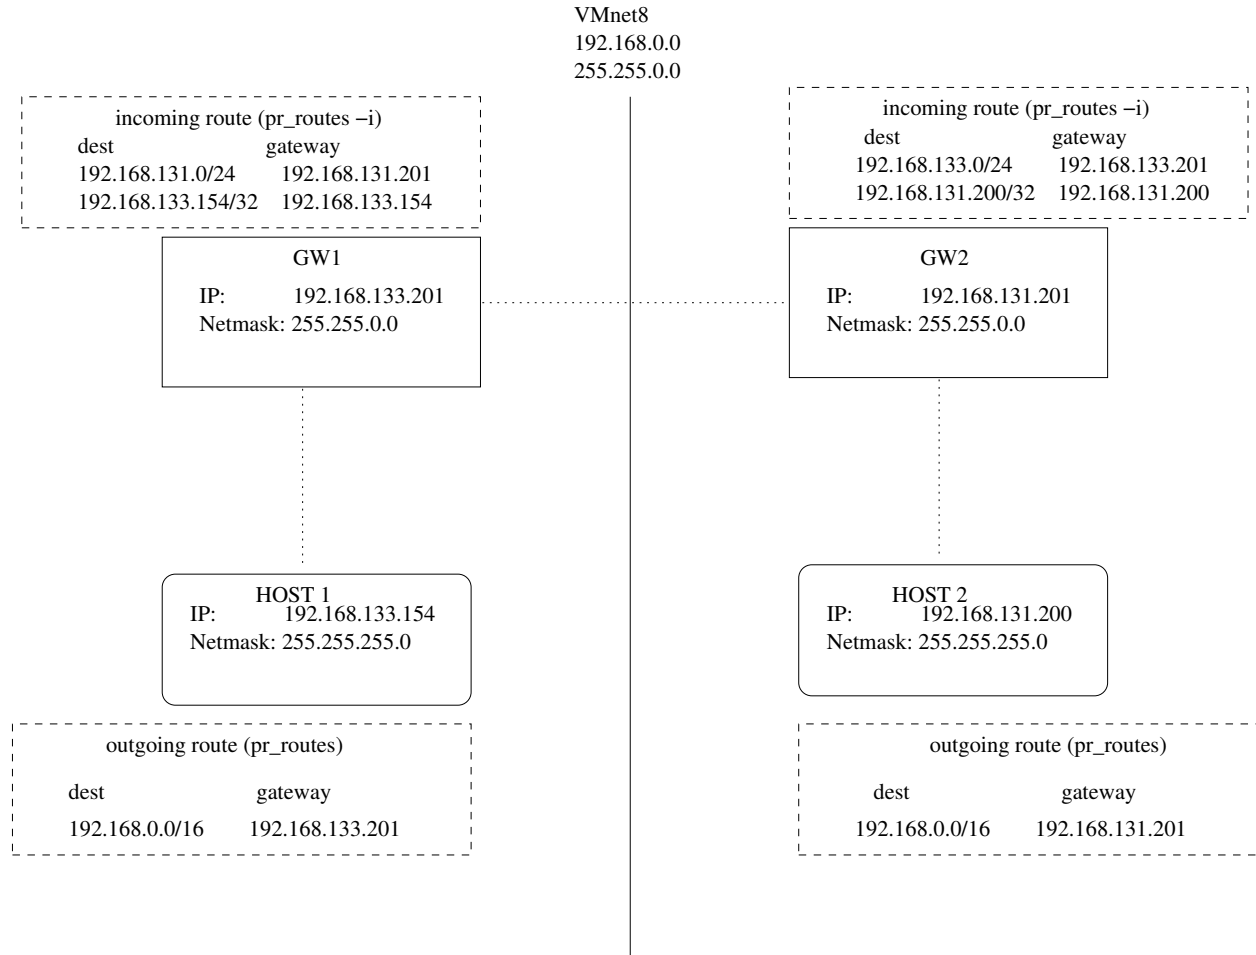 VMnet8
192.168.0.0
255.255.0.0
incoming route (pr_routes −i)
dest gateway
192.168.131.0/24 192.168.131.201
192.168.133.154/32 192.168.133.154
GW1
IP: 192.168.133.201
Netmask: 255.255.0.0
HOST 1
IP: 192.168.133.154
Netmask: 255.255.255.0
outgoing route (pr_routes)
dest gateway
192.168.0.0/16 192.168.133.201
incoming route (pr_routes −i)
dest gateway
192.168.133.0/24 192.168.133.201
192.168.131.200/32 192.168.131.200
GW2
IP: 192.168.131.201
Netmask: 255.255.0.0
HOST 2
IP: 192.168.131.200
Netmask: 255.255.255.0
outgoing route (pr_routes)
dest gateway
192.168.0.0/16 192.168.131.201